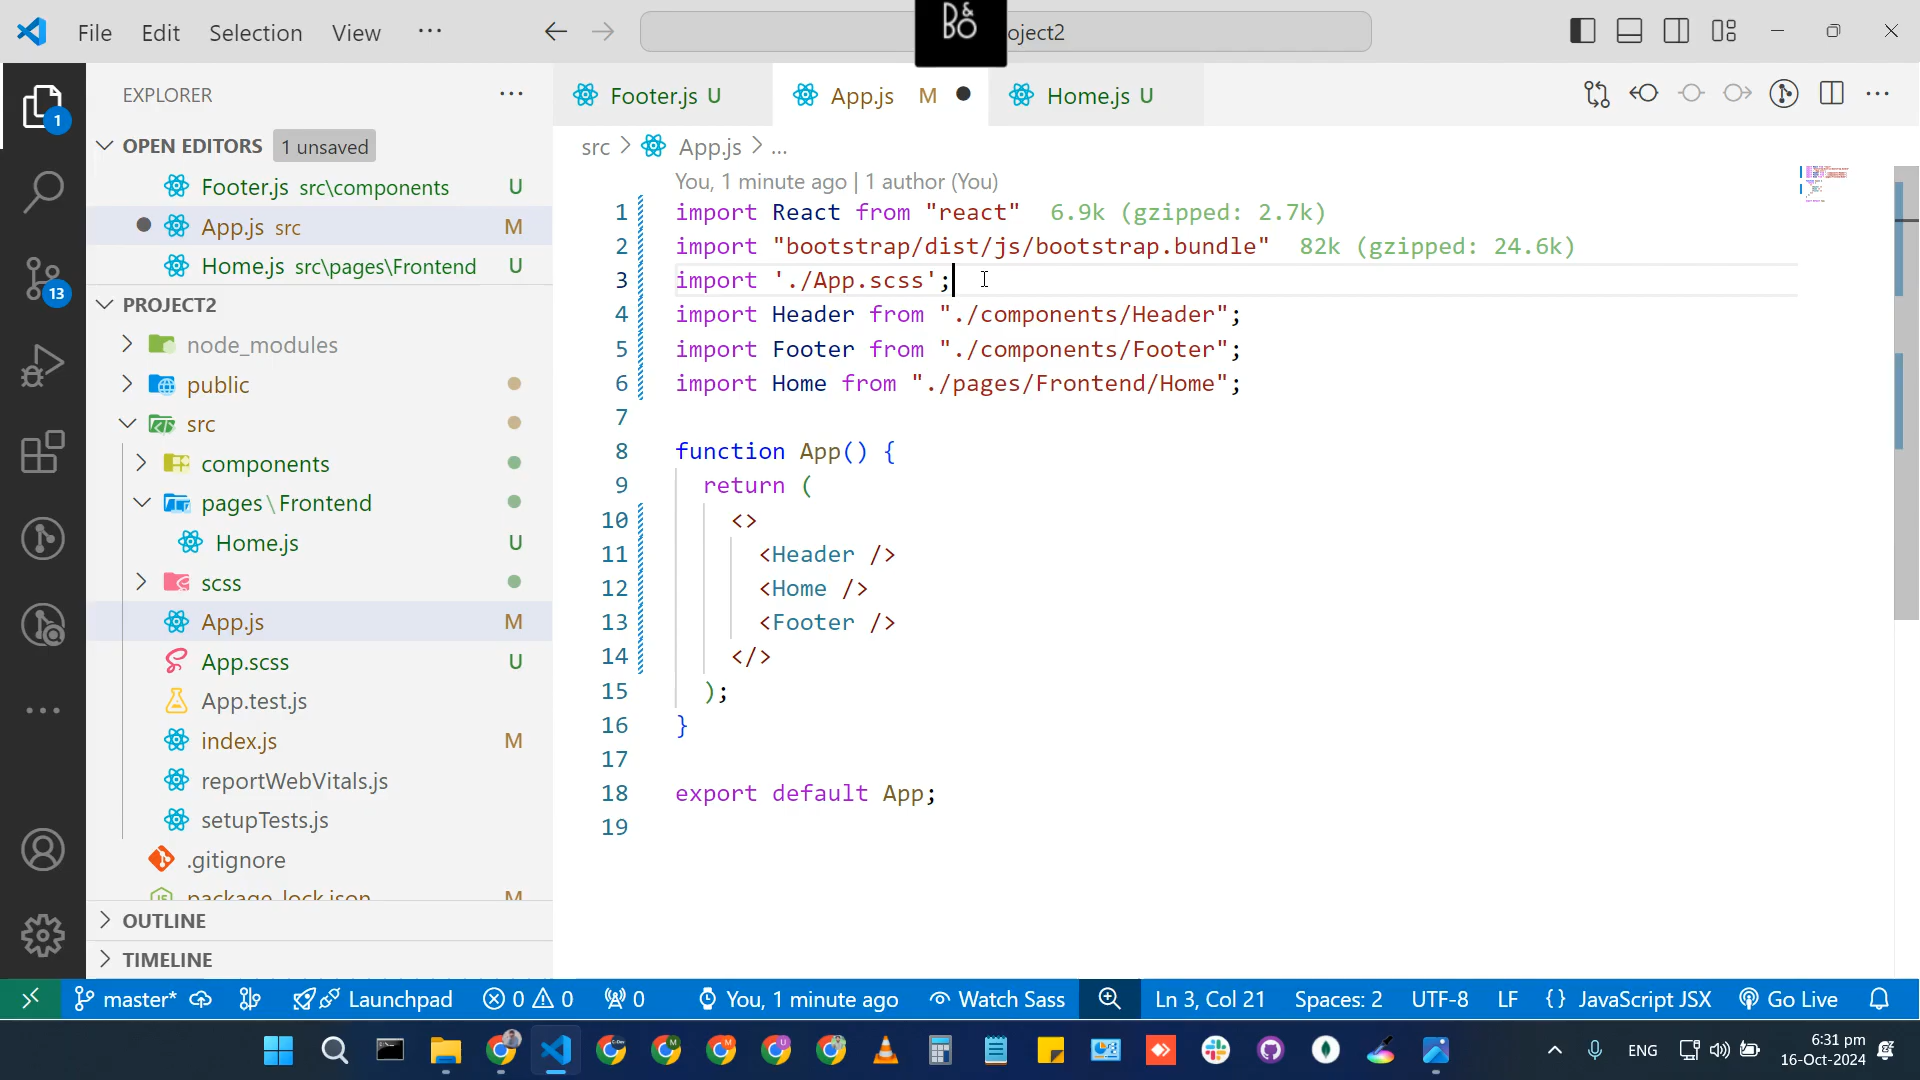 File Edit Selection View ...
B&O
oject2
EXPLORER
OPEN EDITORS 1 unsaved
Footer.js src\components U
App.js src M
Home.js src\pages\Frontend U
PROJECT2
node_modules
public
src
components
pages\Frontend
Home.js U
scss
App.js M
App.scss U
App.test.js
index.js M
reportWebVitals.js
setupTests.js
.gitignore
package-lock.json M
OUTLINE
TIMELINE
1
13
Footer.js U App.js M Home.js U
src > App.js > ...
You, 1 minute ago | 1 author (You)
1 import React from "react" 6.9k (gzipped: 2.7k)
2 import "bootstrap/dist/js/bootstrap.bundle" 82k (gzipped: 24.6k)
3 import './App.scss';
4 import Header from "./components/Header";
5 import Footer from "./components/Footer";
6 import Home from "./pages/Frontend/Home";
7
8 function App() {
9 return (
10 <>
11 <Header />
12 <Home />
13 <Footer />
14 </>
15 );
16 }
17
18 export default App;
19
master* Launchpad 0 0 0 You, 1 minute ago Watch Sass Ln 3, Col 21 Spaces: 2 UTF-8 LF {} JavaScript JSX Go Live
ENG 6:31 pm
16-Oct-2024